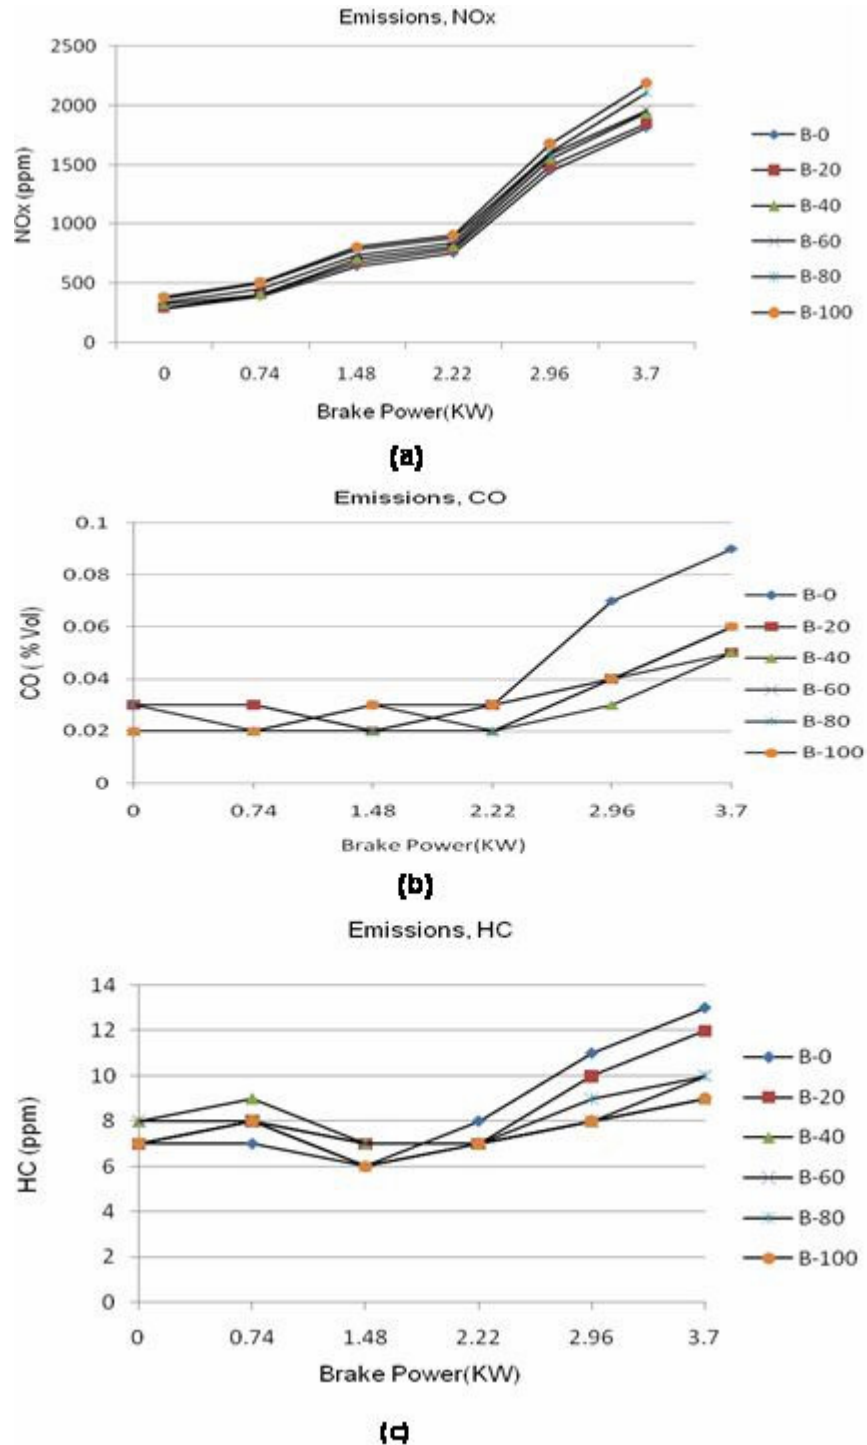 Emissions, NOx
2500
2000
1500
1000
500
0
NOx (ppm)
0 0.74 1.48 2.22 2.96 3.7
Brake Power(KW)
B-0
B-20
B-40
B-60
B-80
B-100
(a)
Emissions, CO
0.1
0.08
0.06
0.04
0.02
0
CO ( % Vol)
0 0.74 1.48 2.22 2.96 3.7
Brake Power(KW)
B-0
B-20
B-40
B-60
B-80
B-100
(b)
Emissions, HC
14
12
10
8
6
4
2
0
HC (ppm)
0 0.74 1.48 2.22 2.96 3.7
Brake Power(KW)
B-0
B-20
B-40
B-60
B-80
B-100
(c)